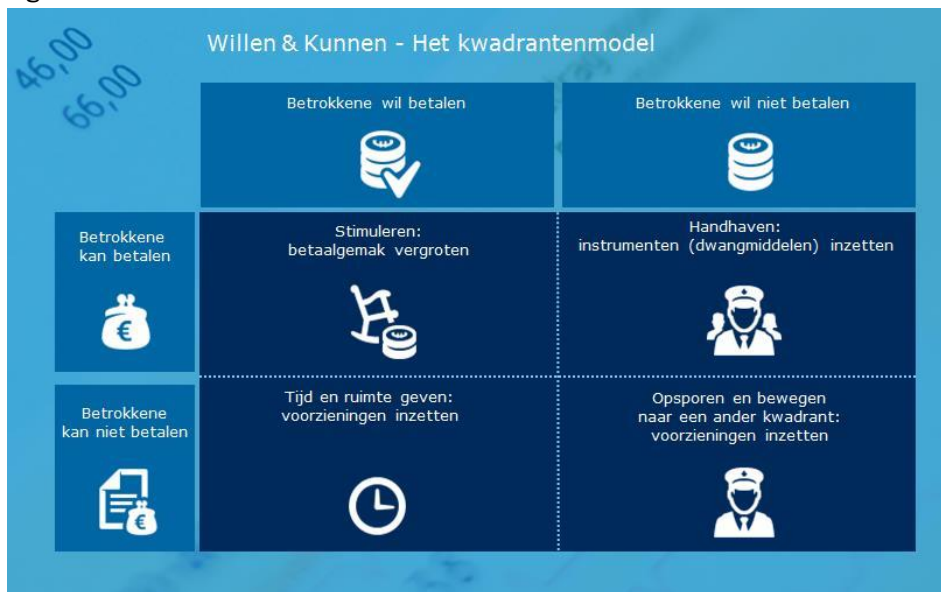 46,00
66,00
Willen & Kunnen - Het kwadrantenmodel
Betrokkene wil betalen
Betrokkene wil niet betalen
Betrokkene
kan betalen
€
Stimuleren:
betaalgemak vergroten
Handhaven:
instrumenten (dwangmiddelen) inzetten
Betrokkene
kan niet betalen
€
Tijd en ruimte geven:
voorzieningen inzetten
Opsporen en bewegen
naar een ander kwadrant:
voorzieningen inzetten